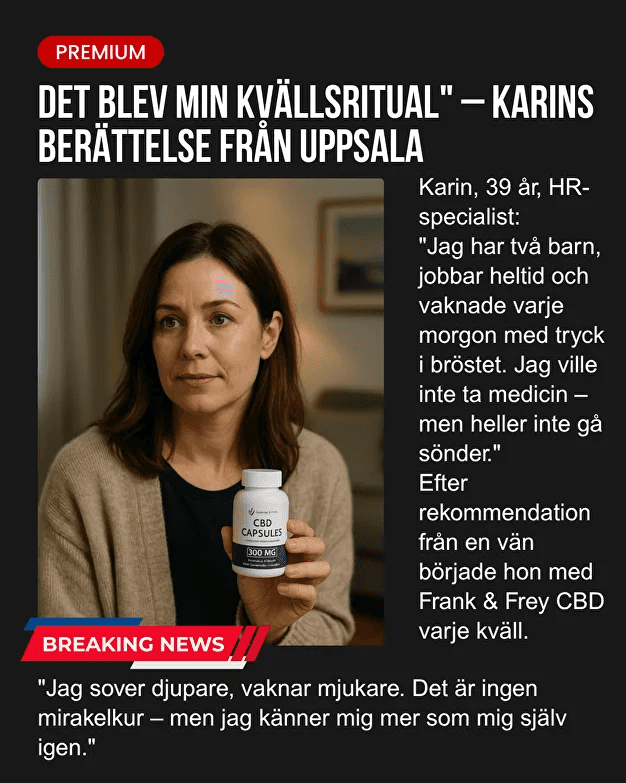 PREMIUM
DET BLEV MIN KVÄLLSRITUAL" – KARINS
BERÄTTELSE FRÅN UPPSALA
Karin, 39 år, HR-
specialist:
"Jag har två barn,
jobbar heltid och
vaknade varje
morgon med tryck
i bröstet. Jag ville
inte ta medicin –
men heller inte gå
sönder."
Efter
rekommendation
från en vän
började hon med
Frank & Frey CBD
varje kväll.
CBD
CAPSULES
300 MG
BREAKING NEWS
"Jag sover djupare, vaknar mjukare. Det är ingen
mirakelkur – men jag känner mig mer som mig själv
igen."